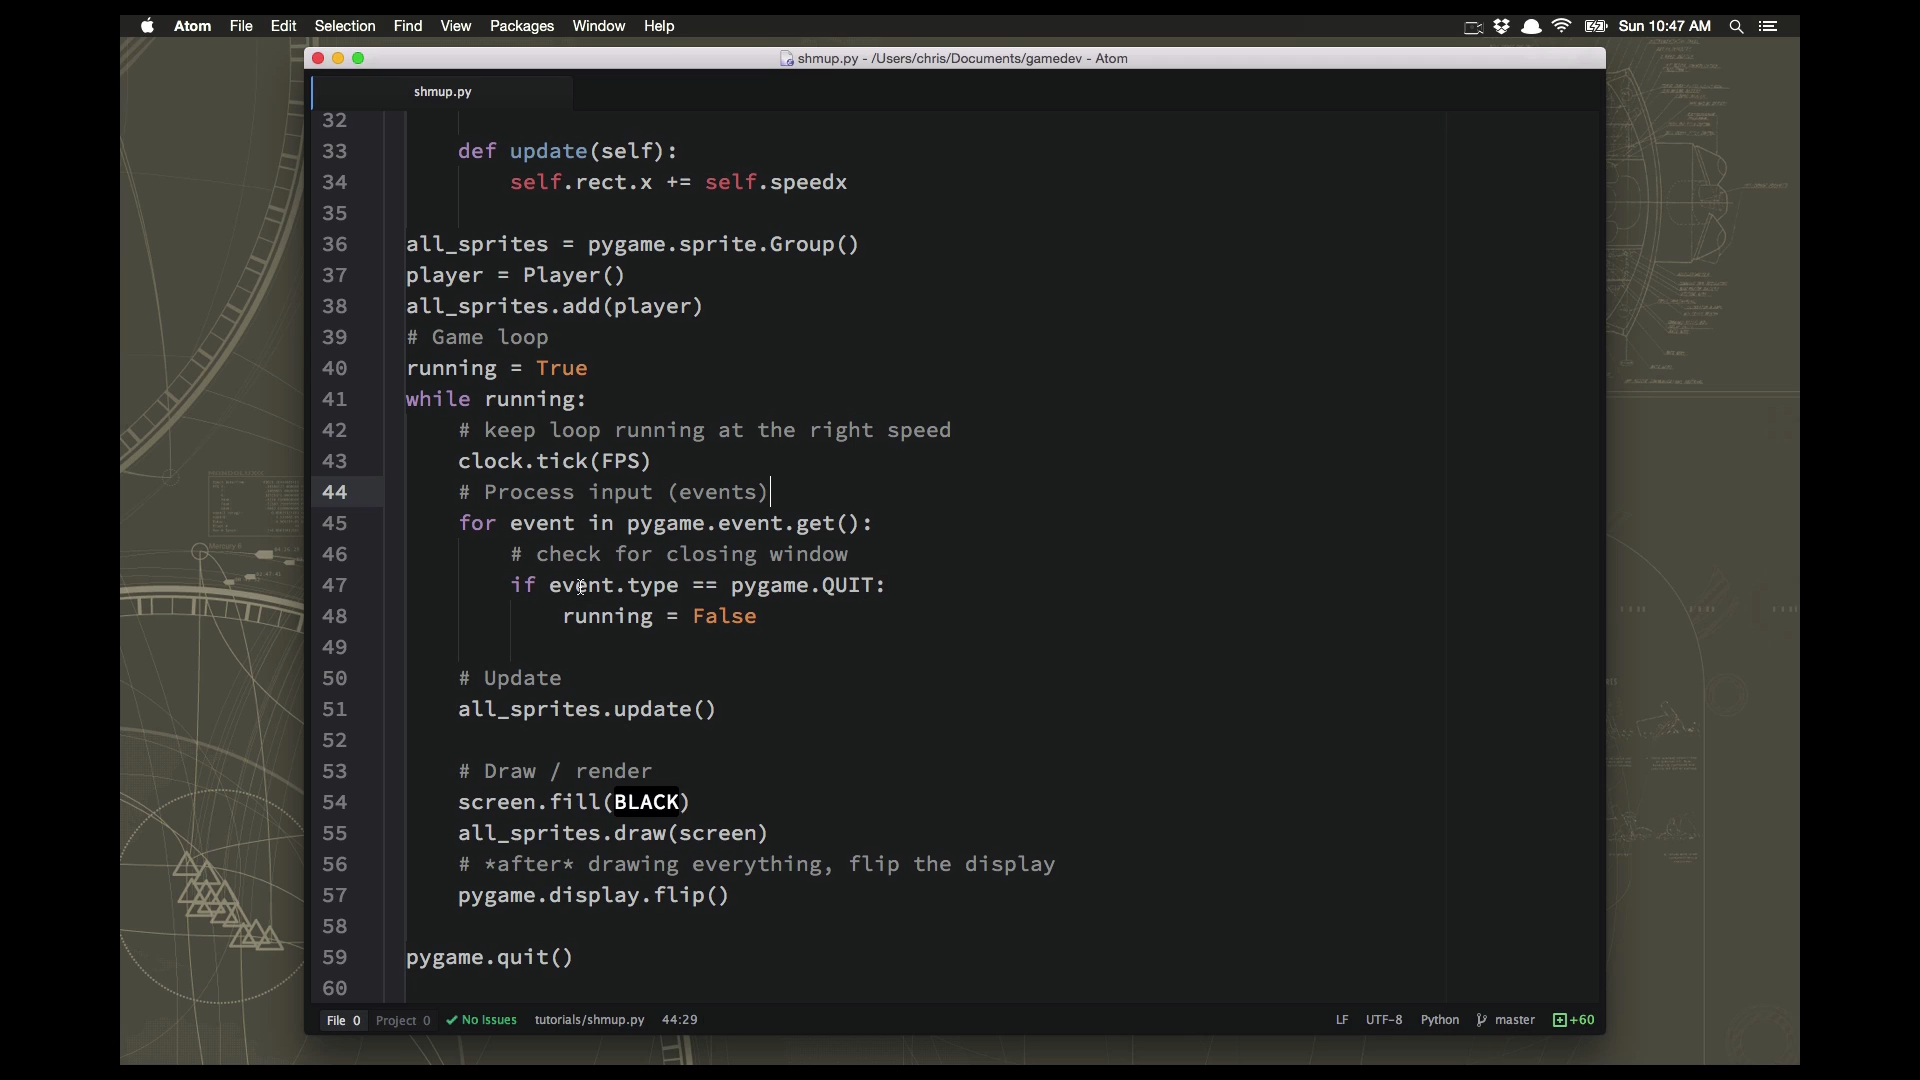 Atom File Edit Selection Find View Packages Window Help Sun 10:47 AM
shmup.py - /Users/chris/Documents/gamedev - Atom
shmup.py
32
33 def update(self):
34 self.rect.x += self.speedx
35
36 all_sprites = pygame.sprite.Group()
37 player = Player()
38 all_sprites.add(player)
39 # Game loop
40 running = True
41 while running:
42 # keep loop running at the right speed
43 clock.tick(FPS)
44 # Process input (events)
45 for event in pygame.event.get():
46 # check for closing window
47 if event.type == pygame.QUIT:
48 running = False
49
50 # Update
51 all_sprites.update()
52
53 # Draw / render
54 screen.fill(BLACK)
55 all_sprites.draw(screen)
56 # *after* drawing everything, flip the display
57 pygame.display.flip()
58
59 pygame.quit()
60
File 0 Project 0 No Issues tutorials/shmup.py 44:29 LF UTF-8 Python master +60